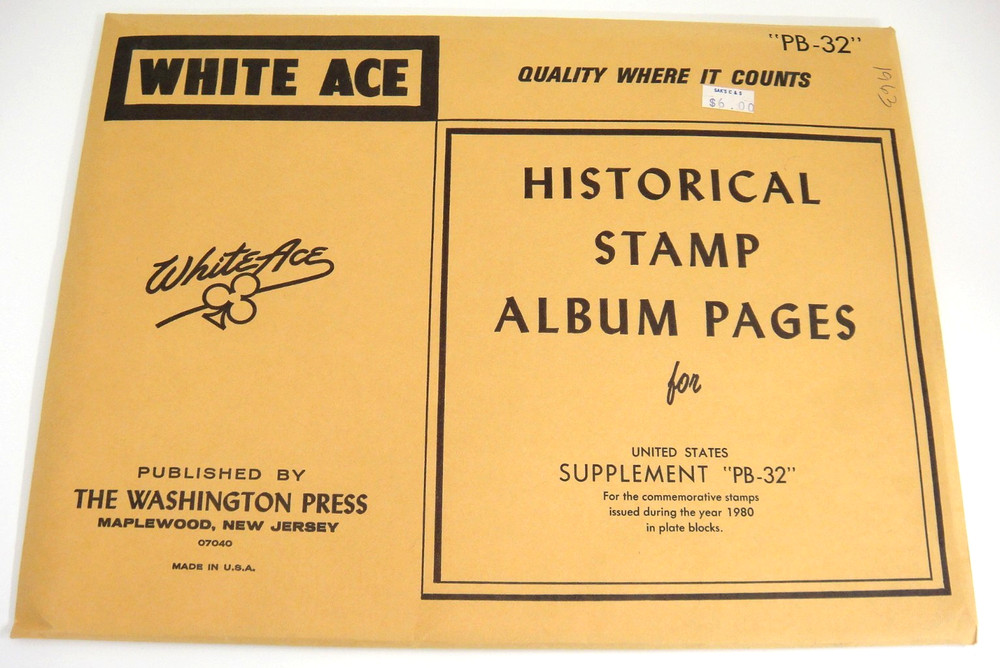 "PB-32"
WHITE ACE
QUALITY WHERE IT COUNTS
$6.00
1963
HISTORICAL
STAMP
ALBUM PAGES
for
White Ace
UNITED STATES
SUPPLEMENT "PB-32"
For the commemorative stamps
issued during the year 1980
in plate blocks.
PUBLISHED BY
THE WASHINGTON PRESS
MAPLEWOOD, NEW JERSEY
07040
MADE IN U.S.A.